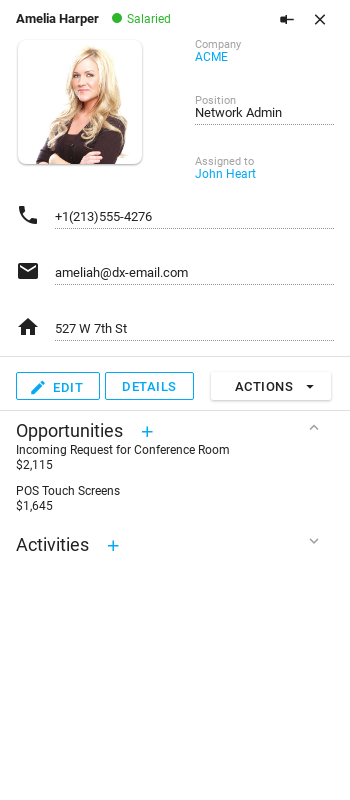 Amelia Harper
Salaried
Company
ACME
Position
Network Admin
Assigned to
John Heart
+1(213)555-4276
ameliah@dx-email.com
527 W 7th St
EDIT
DETAILS
ACTIONS
Opportunities
Incoming Request for Conference Room
$2,115
POS Touch Screens
$1,645
Activities